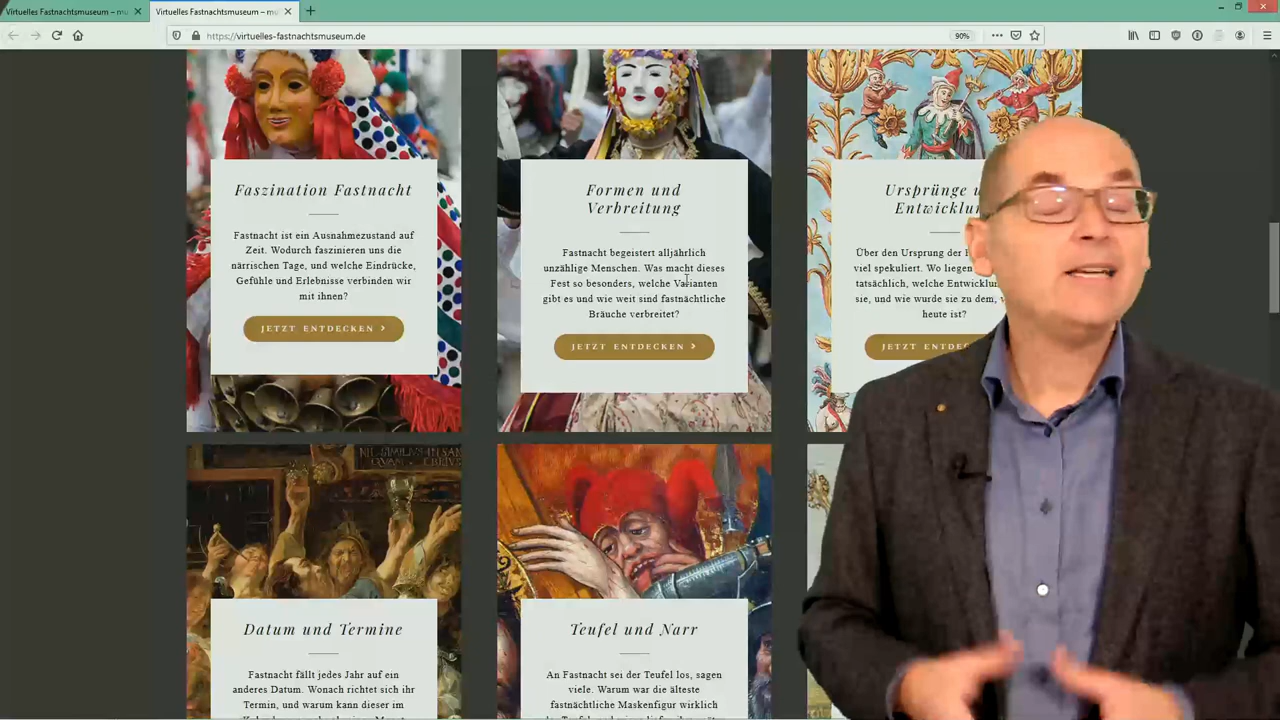 Virtuelles Fastnachtsmuseum – mu
Virtuelles Fastnachtsmuseum – mu
https://virtuelles-fastnachtsmuseum.de
90%
Faszination Fastnacht
Fastnacht ist ein Ausnahmezustand auf
Zeit. Wodurch faszinieren uns die
närrischen Tage, und welche Eindrücke,
Gefühle und Erlebnisse verbinden wir
mit ihnen?
JETZT ENTDECKEN >
Formen und
Verbreitung
Fastnacht begeistert alljährlich
unzählige Menschen. Was macht dieses
Fest so besonders, welche Varianten
gibt es und wie weit sind fastnächtliche
Bräuche verbreitet?
JETZT ENTDECKEN >
Ursprünge
Entwicklun
Über den Ursprung der
viel spekuliert. Wo liegen
tatsächlich, welche Entwicklun
sie, und wie wurde sie zu dem,
heute ist?
JETZT ENTDECKEN
Datum und Termine
Fastnacht fällt jedes Jahr auf ein
anderes Datum. Wonach richtet sich ihr
Termin, und warum kann dieser im
Teufel und Narr
An Fastnacht sei der Teufel los, sagen
viele. Warum war die älteste
fastnächtliche Maskenfigur wirklich